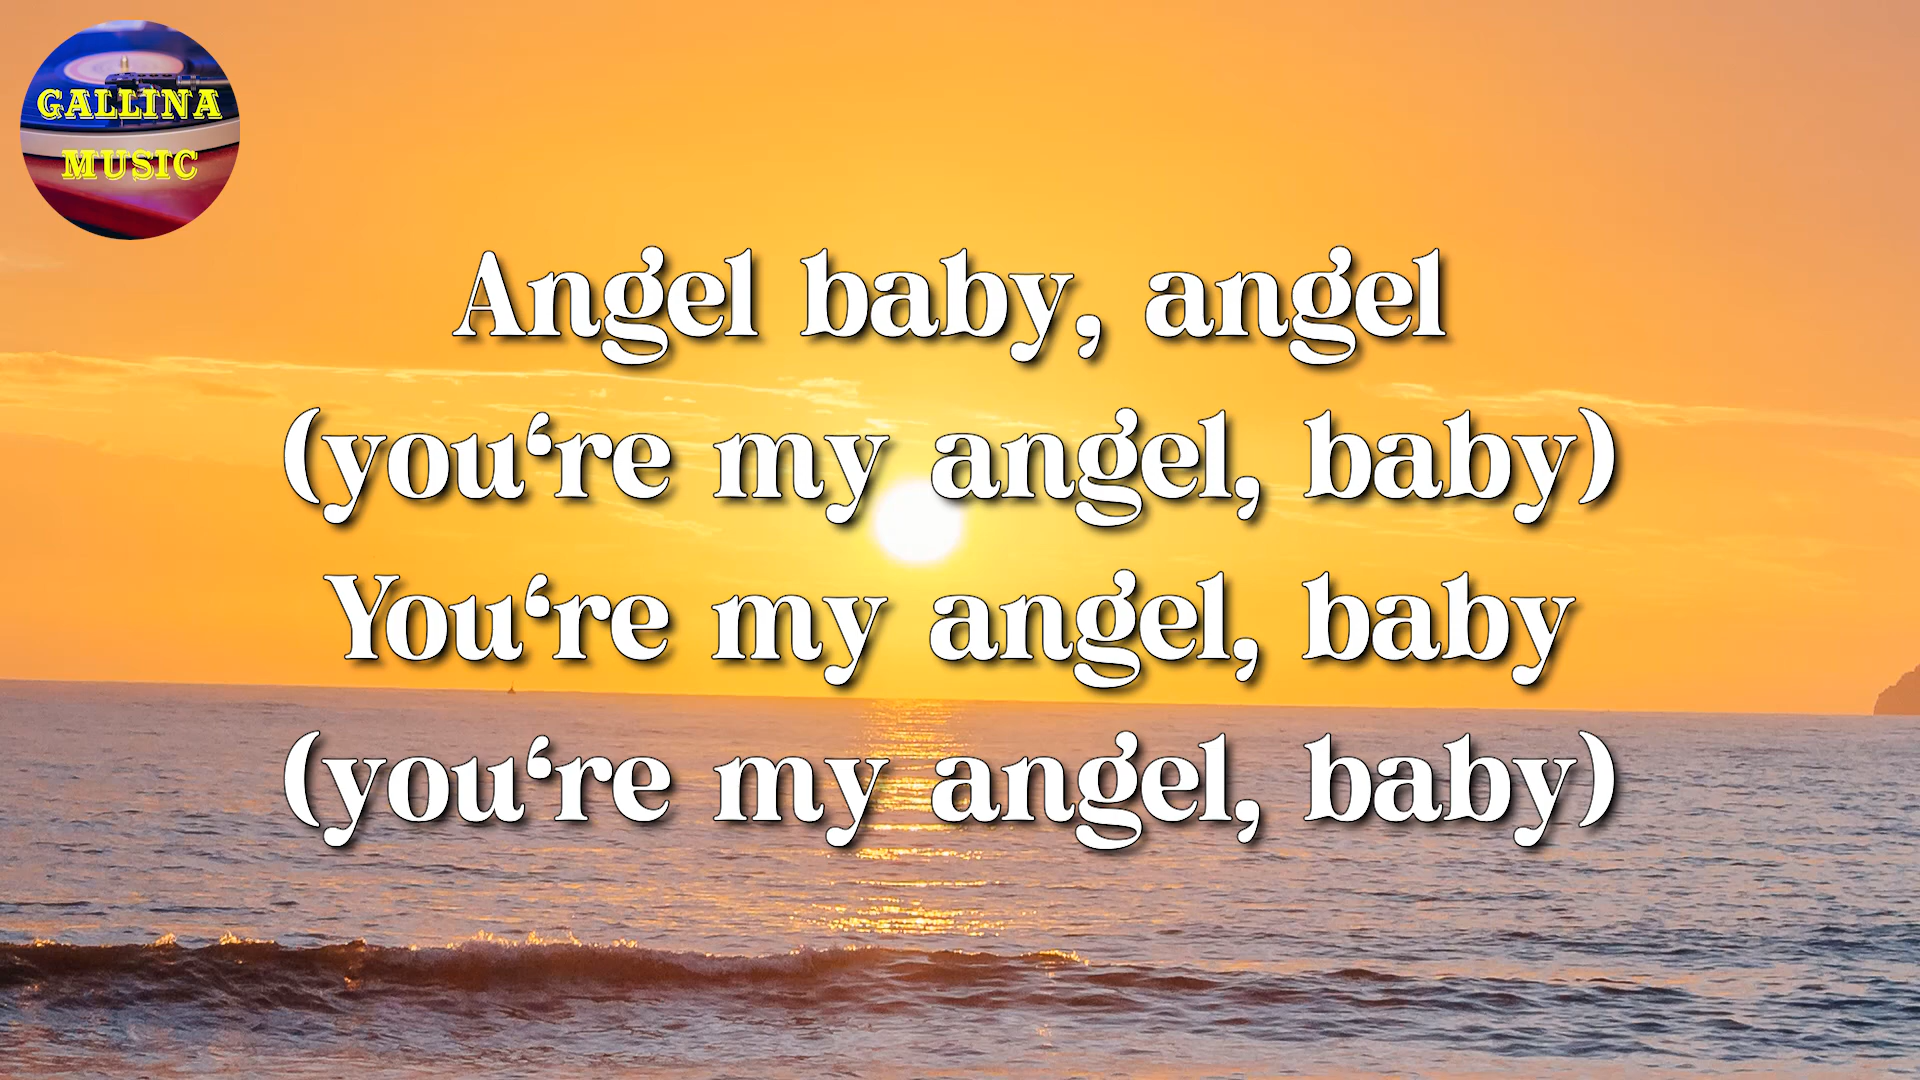 GALLINA
MUSIC
Angel baby, angel
(you‘re my angel, baby)
You‘re my angel, baby
(you‘re my angel, baby)